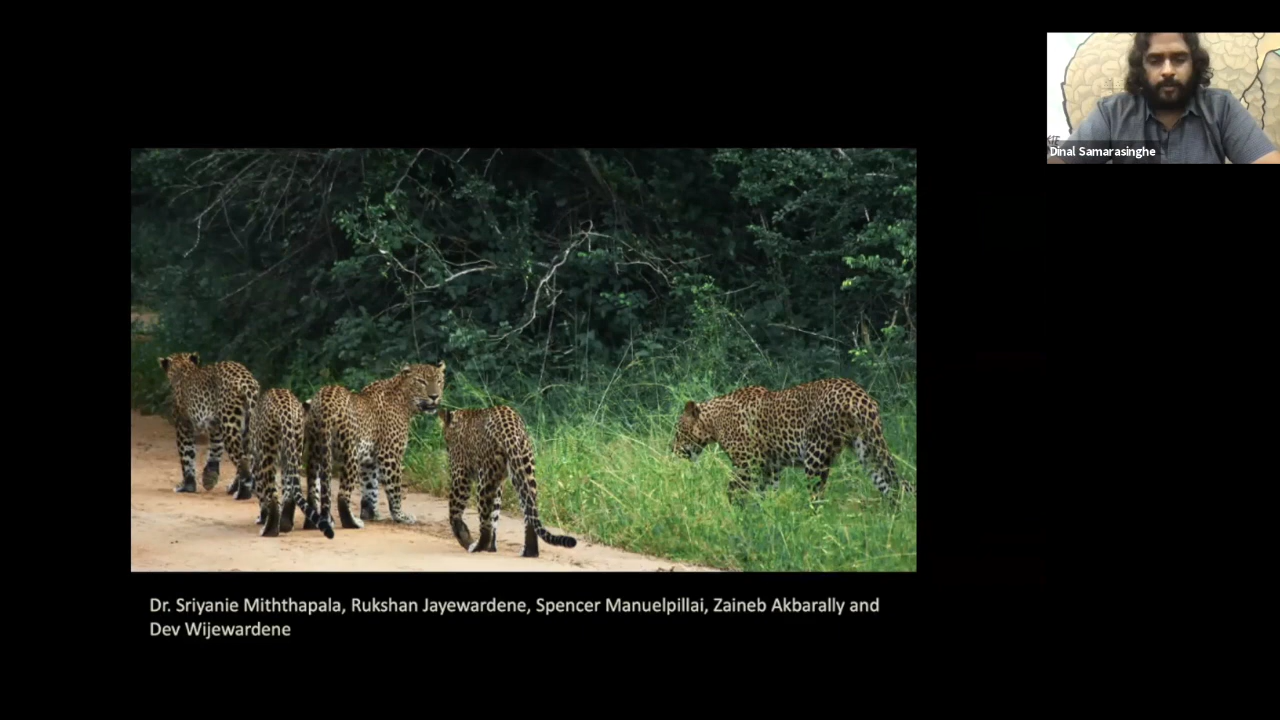 Dinal Samarasinghe
Dr. Sriyanie Miththapala, Rukshan Jayewardene, Spencer Manuelpillai, Zaineb Akbarally and
Dev Wijewardene